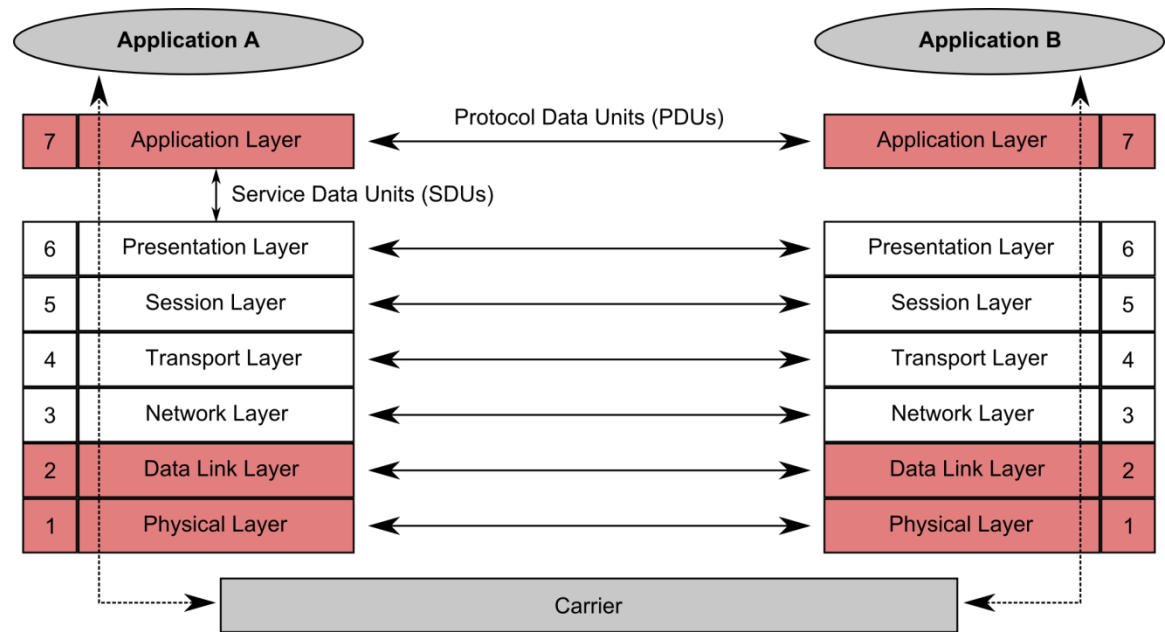 Application A
Application B
7 Application Layer
Protocol Data Units (PDUs)
Application Layer 7
Service Data Units (SDUs)
6 Presentation Layer
Presentation Layer 6
5 Session Layer
Session Layer 5
4 Transport Layer
Transport Layer 4
3 Network Layer
Network Layer 3
2 Data Link Layer
Data Link Layer 2
1 Physical Layer
Physical Layer 1
Carrier